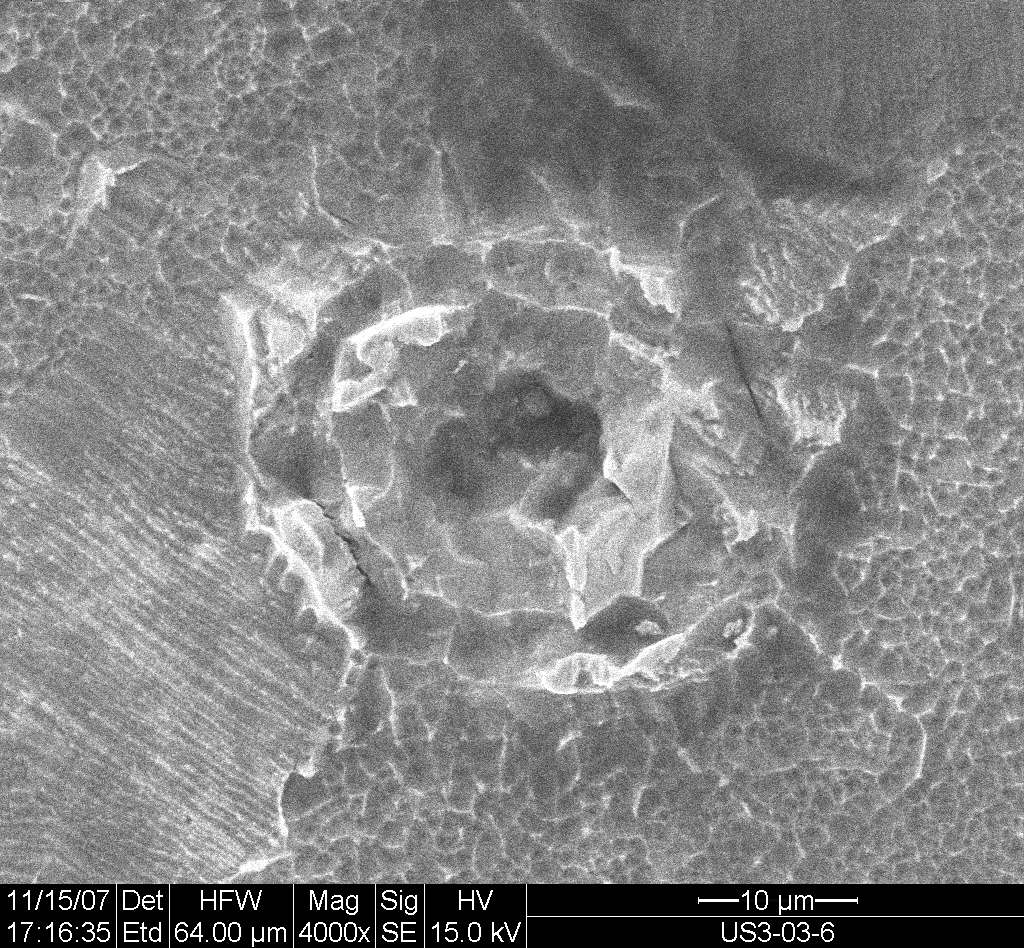 11/15/07 Det HFW Mag Sig HV 10 µm
17:16:35 Etd 64.00 µm 4000x SE 15.0 kV US3-03-6